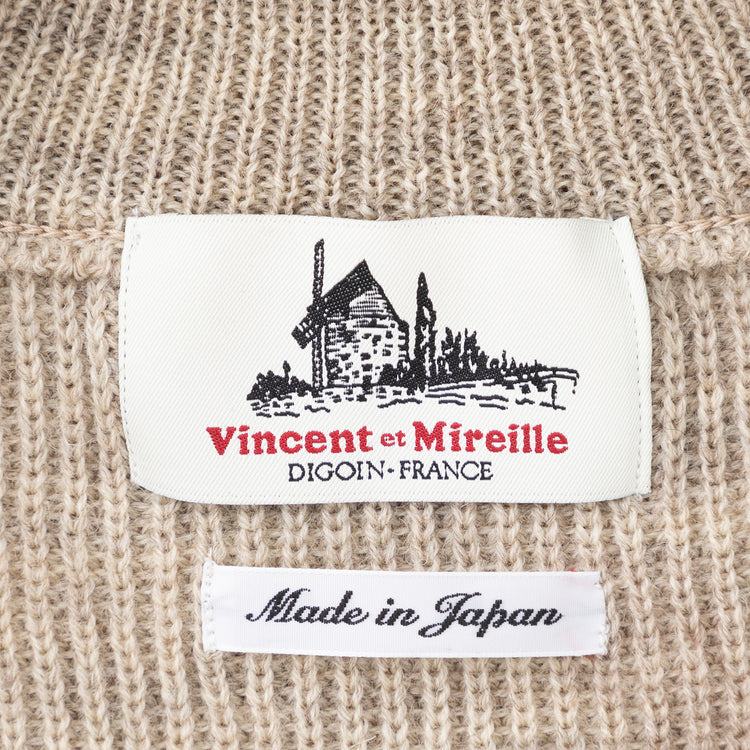 Vincent et Mireille
DIGOIN-FRANCE
Made in Japan